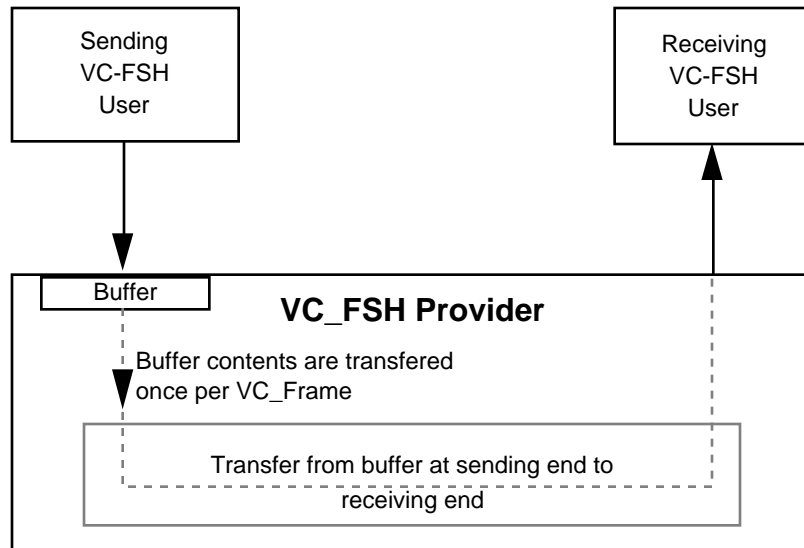 Sending
VC-FSH
User
Receiving
VC-FSH
User
Buffer
VC_FSH Provider
Buffer contents are transfered
once per VC_Frame
Transfer from buffer at sending end to
receiving end